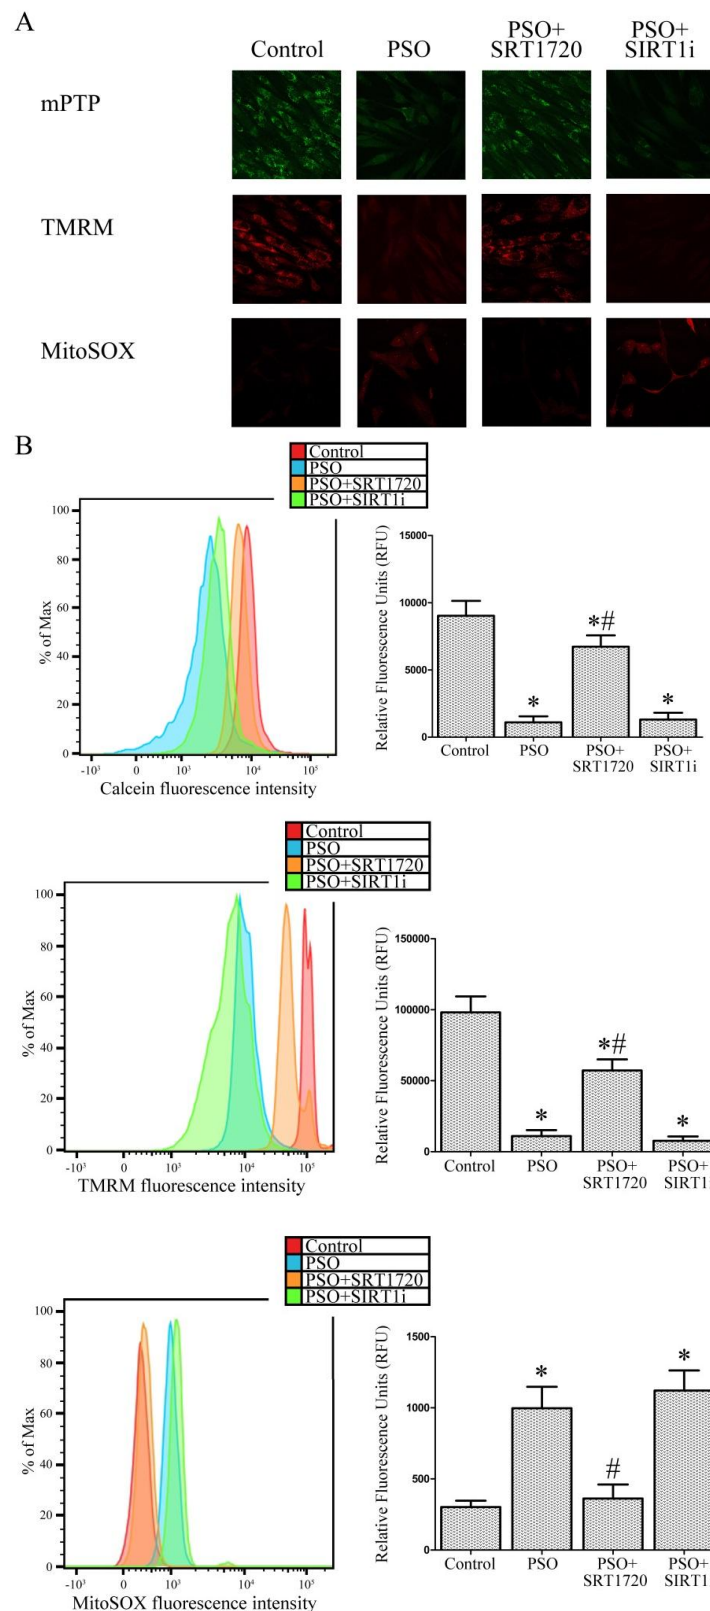 A
Control
PSO
PSO+
SRT1720
PSO+
SIRT1i
mPTP
TMRM
MitoSOX
B
Control
PSO
PSO+SRT1720
PSO+SIRT1i
100
80
60
40
20
0
% of Max
-10³
0
10³
10⁴
10⁵
Calcein fluorescence intensity
Relative Fluorescence Units (RFU)
15000
10000
5000
0
*
*#
*
Control
PSO
PSO+
SRT1720
PSO+
SIRT1i
Control
PSO
PSO+SRT1720
PSO+SIRT1i
100
80
60
40
20
0
% of Max
-10³
0
10³
10⁴
10⁵
TMRM fluorescence intensity
Relative Fluorescence Units (RFU)
150000
100000
50000
0
*
*#
*
Control
PSO
PSO+
SRT1720
PSO+
SIRT1i
Control
PSO
PSO+SRT1720
PSO+SIRT1i
100
80
60
40
20
0
% of Max
-10³
0
10³
10⁴
10⁵
MitoSOX fluorescence intensity
Relative Fluorescence Units (RFU)
1500
1000
500
0
*
#
*
Control
PSO
PSO+
SRT1720
PSO+
SIRT1